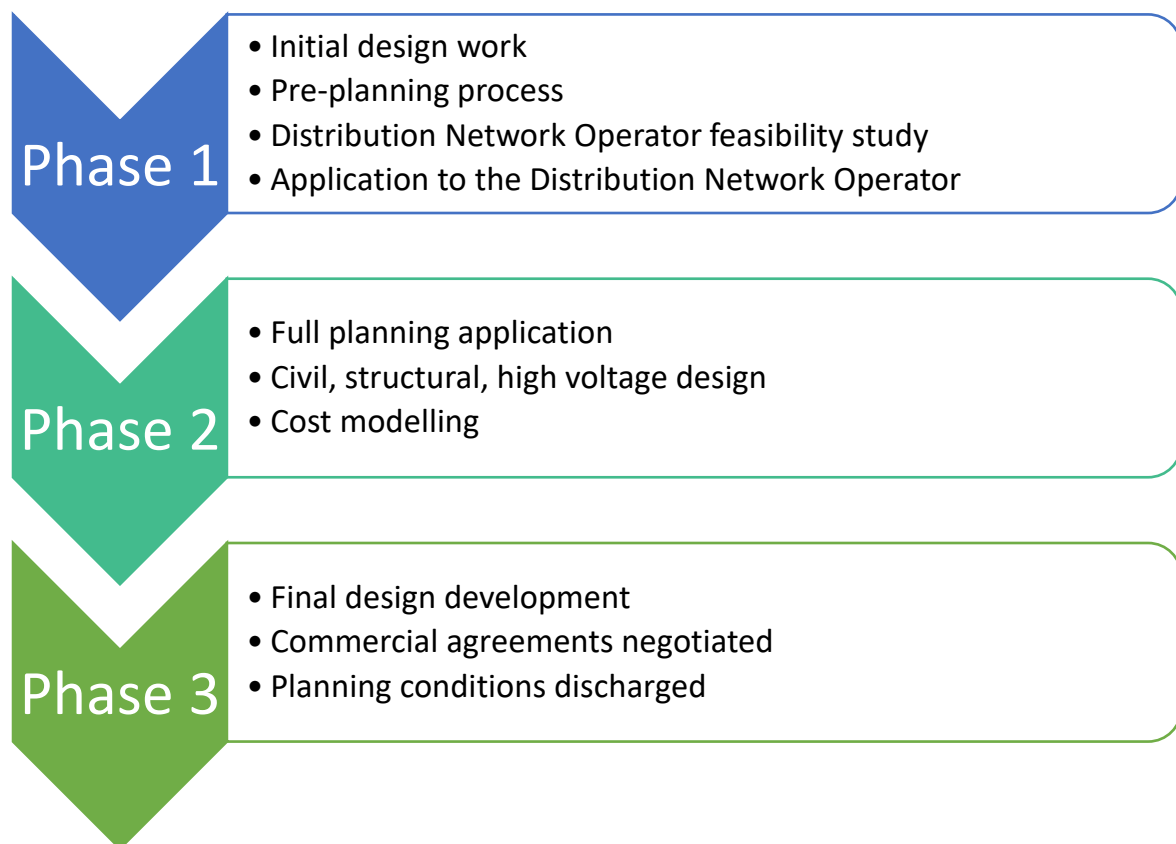 Phase 1
• Initial design work
• Pre-planning process
• Distribution Network Operator feasibility study
• Application to the Distribution Network Operator
Phase 2
• Full planning application
• Civil, structural, high voltage design
• Cost modelling
Phase 3
• Final design development
• Commercial agreements negotiated
• Planning conditions discharged